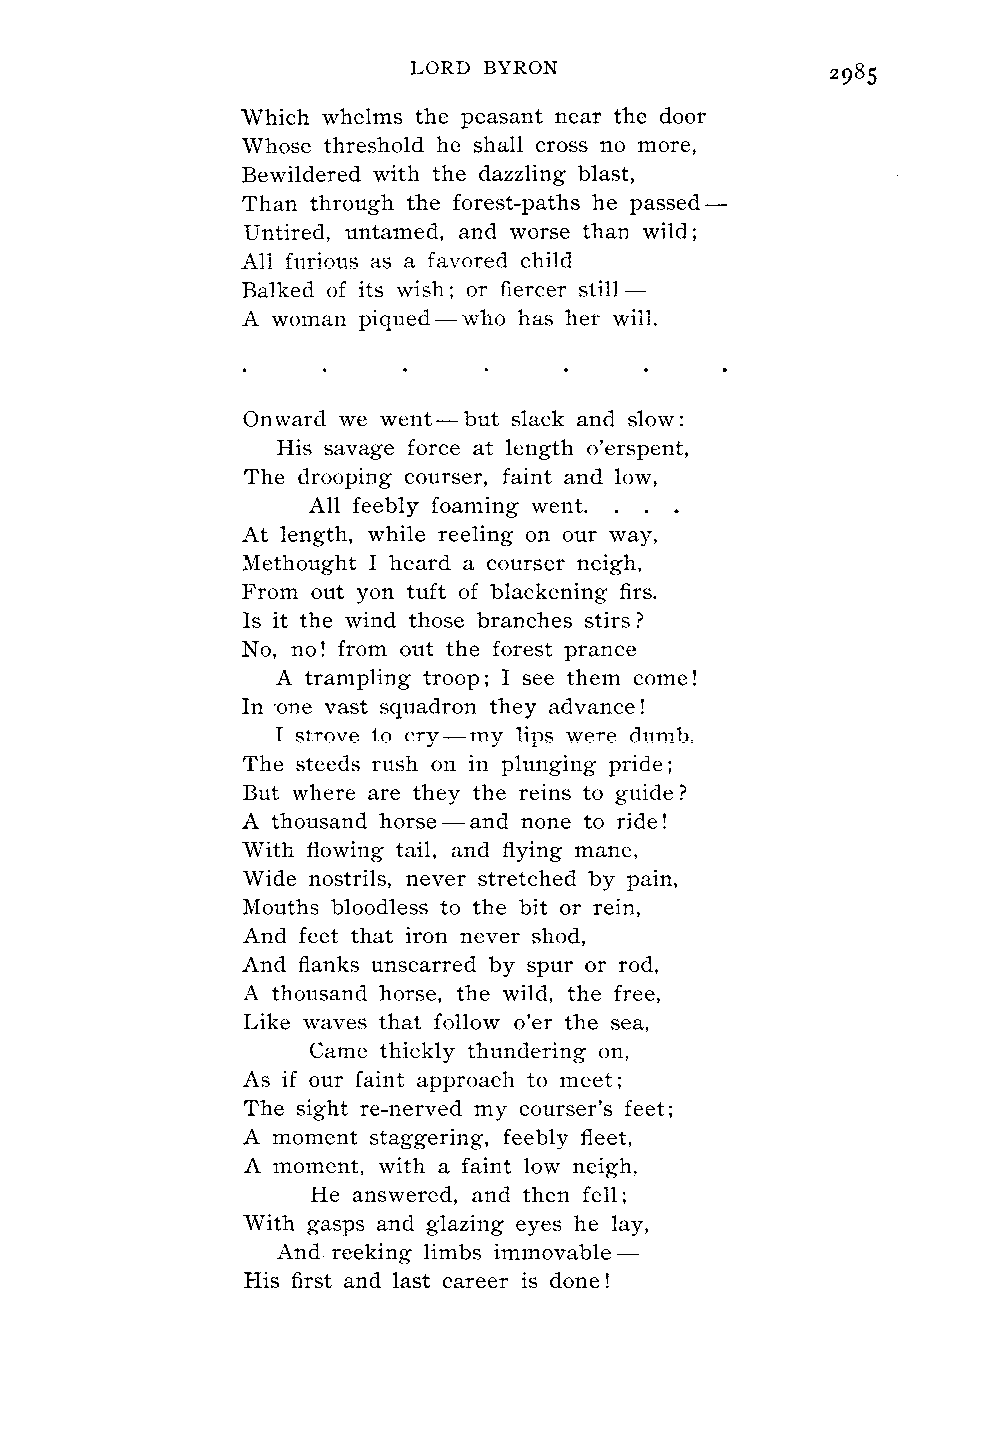 LORD BYRON 2985
Which whelms the peasant near the door
Whose threshold he shall cross no more,
Bewildered with the dazzling blast,
Than through the forest-paths he passed—
Untired, untamed, and worse than wild;
All furious as a favored child
Balked of its wish; or fiercer still—
A woman piqued—who has her will.
. . . . . . .
Onward we went—but slack and slow:
His savage force at length o'erspent,
The drooping courser, faint and low,
All feebly foaming went. . . .
At length, while reeling on our way,
Methought I heard a courser neigh,
From out yon tuft of blackening firs.
Is it the wind those branches stirs?
No, no! from out the forest prance
A trampling troop; I see them come!
In one vast squadron they advance!
I strove to cry—my lips were dumb.
The steeds rush on in plunging pride;
But where are they the reins to guide?
A thousand horse—and none to ride!
With flowing tail, and flying mane,
Wide nostrils, never stretched by pain,
Mouths bloodless to the bit or rein,
And feet that iron never shod,
And flanks unscarred by spur or rod,
A thousand horse, the wild, the free,
Like waves that follow o'er the sea,
Came thickly thundering on,
As if our faint approach to meet;
The sight re-nerved my courser's feet;
A moment staggering, feebly fleet,
A moment, with a faint low neigh,
He answered, and then fell;
With gasps and glazing eyes he lay,
And reeking limbs immovable—
His first and last career is done!